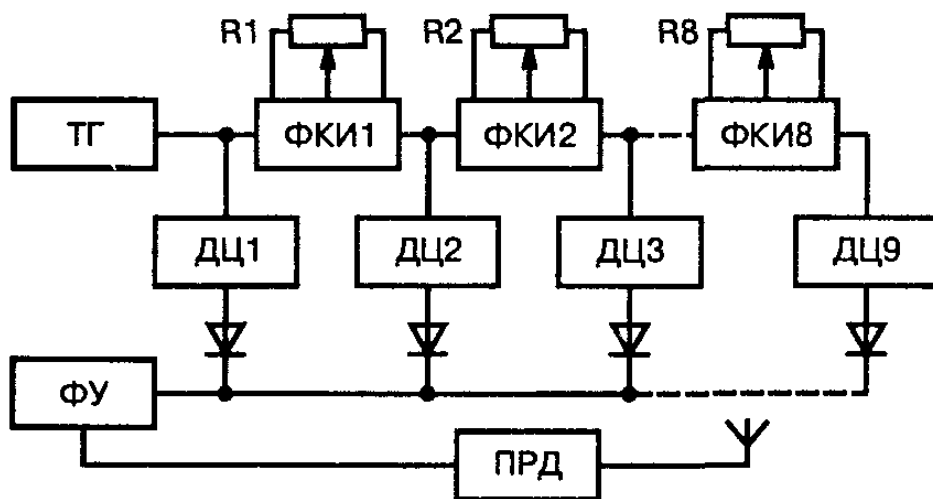 R1 R2 R8
ТГ ФКИ1 ФКИ2 ФКИ8
ДЦ1 ДЦ2 ДЦ3 ДЦ9
ФУ
ПРД